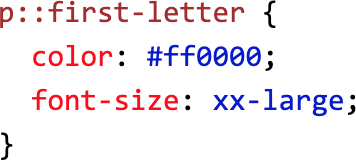 p::first-letter {
  color: #ff0000;
  font-size: xx-large;
}